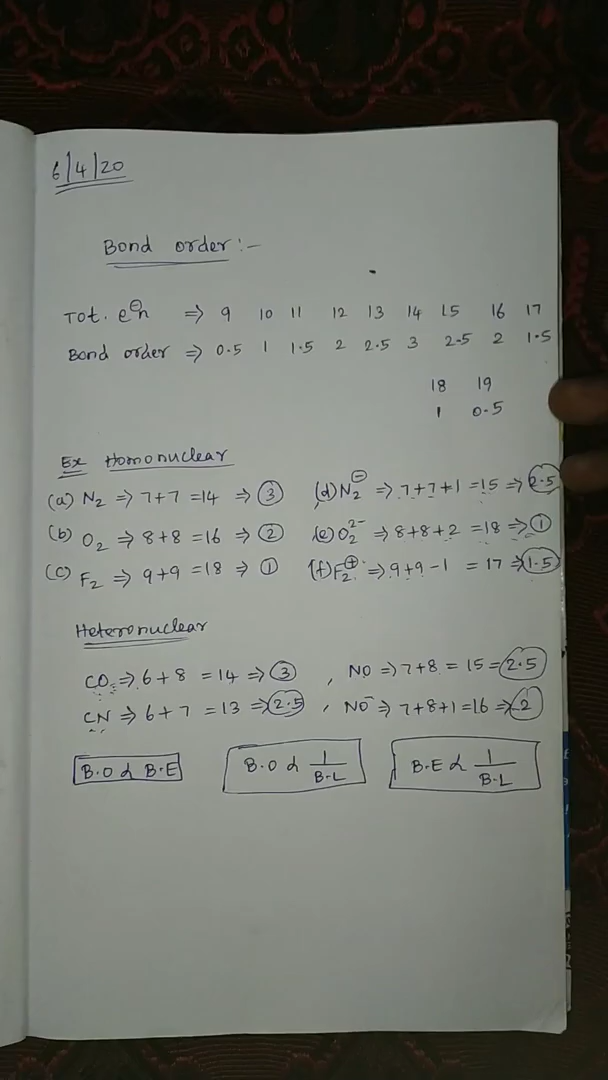 6/4/20
Bond order:-
Tot. e⊖n ⇒ 9 10 11 12 13 14 15 16 17
Bond order ⇒ 0.5 1 1.5 2 2.5 3 2.5 2 1.5
18 19
1 0.5
Ex Homonuclear
(a) N₂ ⇒ 7+7 =14 ⇒ 3 (d) N₂⊖ ⇒ 7+7+1 =15 ⇒ 2.5
(b) O₂ ⇒ 8+8 =16 ⇒ 2 (e) O₂²⁻ ⇒ 8+8+2 =18 ⇒ 1
(c) F₂ ⇒ 9+9 =18 ⇒ 1 (f) F₂⊕ ⇒ 9+9-1 = 17 ⇒ 1.5
Heteronuclear
CO ⇒ 6+8 =14 ⇒ 3 , NO ⇒ 7+8 = 15 = 2.5
CN ⇒ 6+7 =13 ⇒ 2.5 , NO⁻ ⇒ 7+8+1 =16 ⇒ 2
B.O α B.E B.O α 1/B.L B.E α 1/B.L